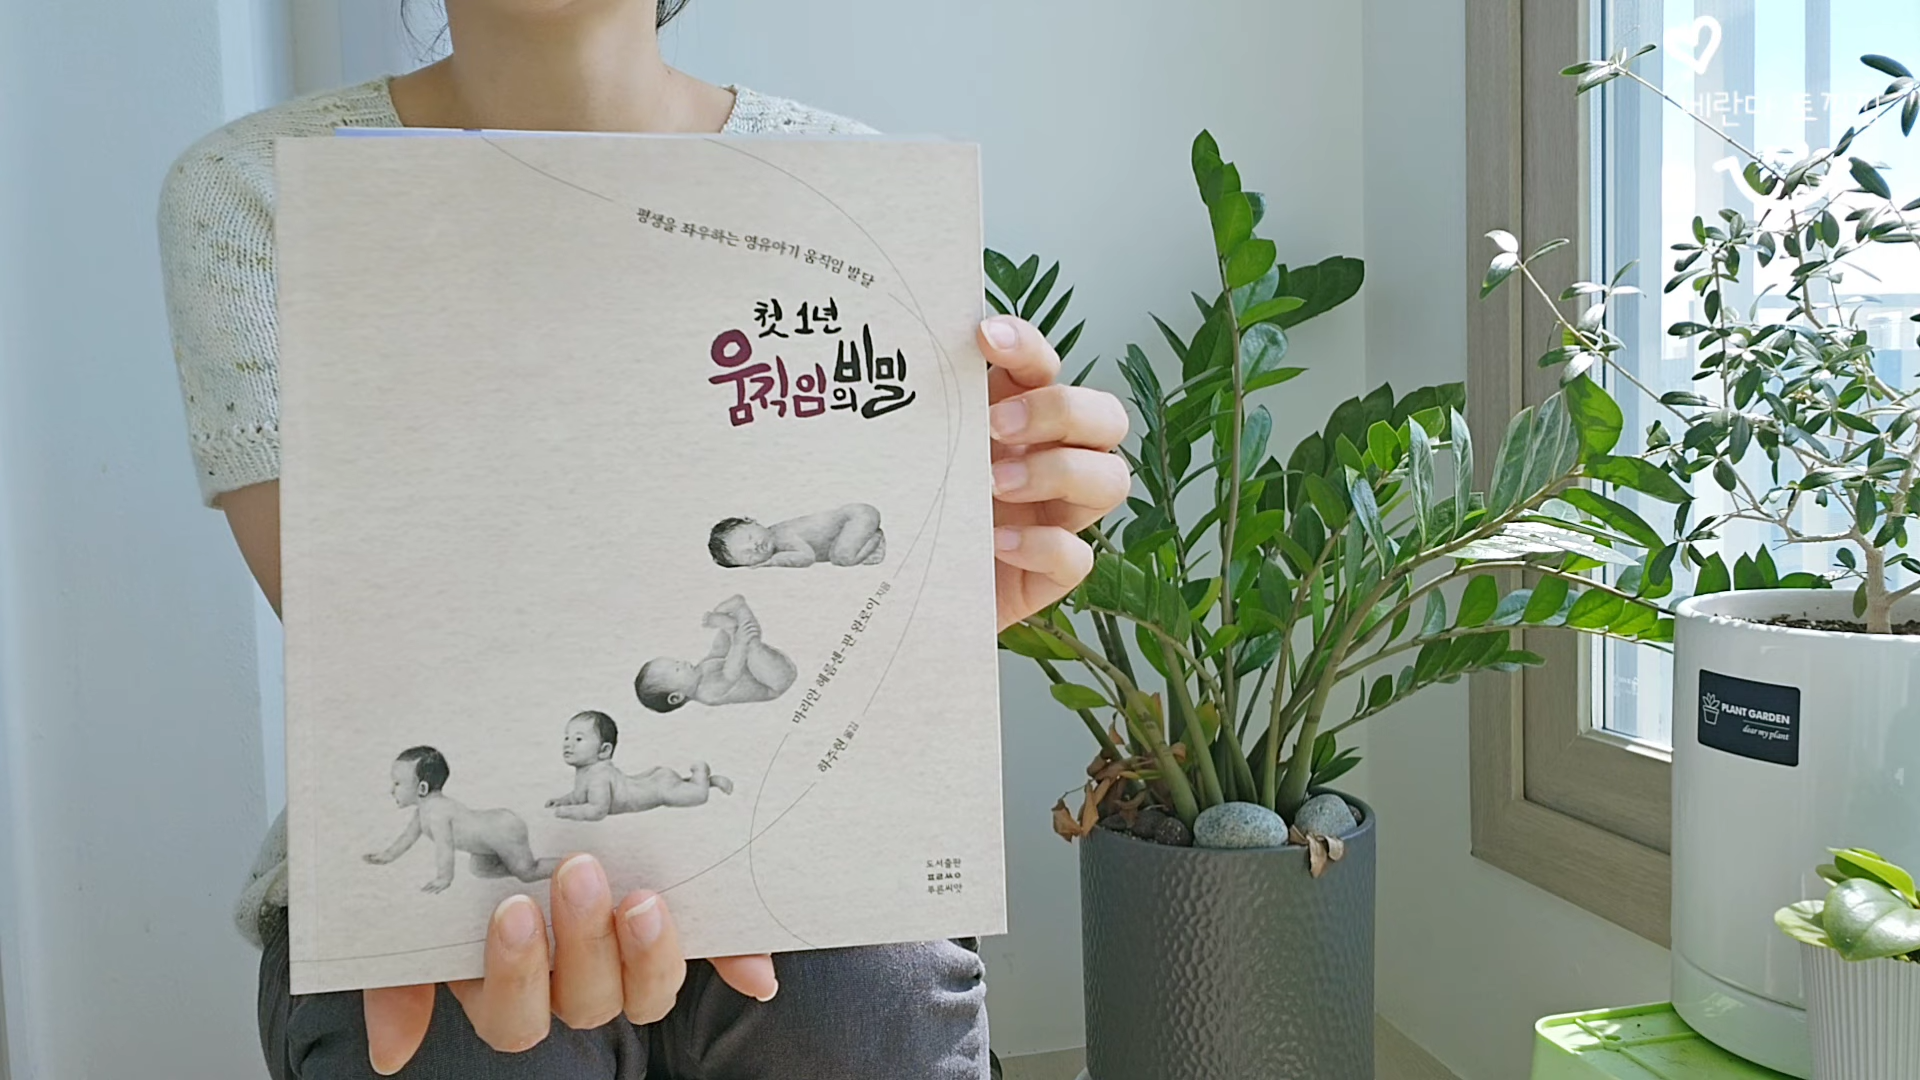 평생을 좌우하는 영유아기 움직임 발달
첫 1년
움직임의 비밀
마리안 헤름센-판 완로이 지음
하주현 옮김
도서출판
ㅍㄹㅆㅇ
푸른씨앗
PLANT GARDEN
dear my plant